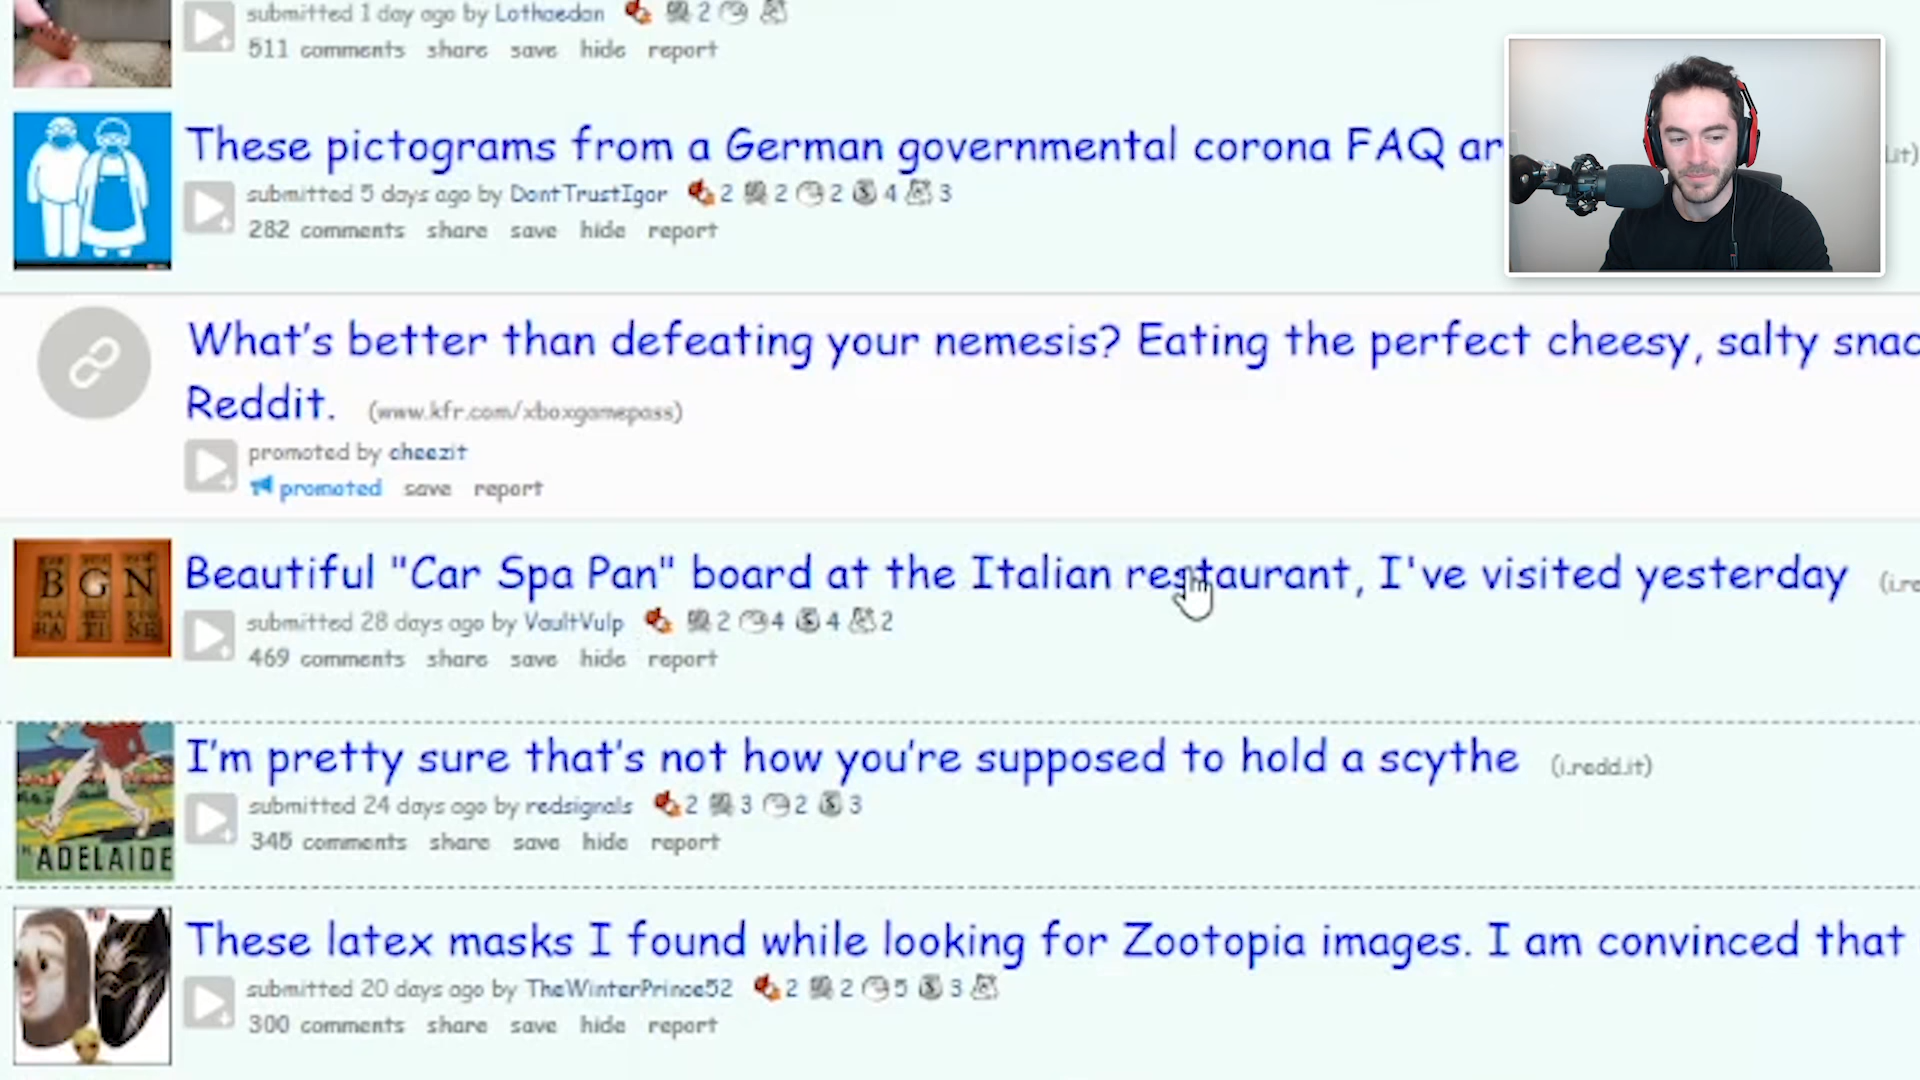 submitted 1 day ago by Lothaedan 2
511 comments share save hide report
These pictograms from a German governmental corona FAQ ar
submitted 5 days ago by DontTrustIgor 2 2 2 4 3
282 comments share save hide report
What's better than defeating your nemesis? Eating the perfect cheesy, salty snac
Reddit. (www.kfr.com/xboxgamepass)
promoted by cheezit
promoted save report
Beautiful "Car Spa Pan" board at the Italian restaurant, I've visited yesterday (i.re
submitted 28 days ago by VaultVulp 2 4 4 2
469 comments share save hide report
B G N
I'm pretty sure that's not how you're supposed to hold a scythe (i.redd.it)
submitted 24 days ago by redsignals 2 3 2 3
345 comments share save hide report
ADELAIDE
These latex masks I found while looking for Zootopia images. I am convinced that
submitted 20 days ago by TheWinterPrince52 2 2 5 3
300 comments share save hide report